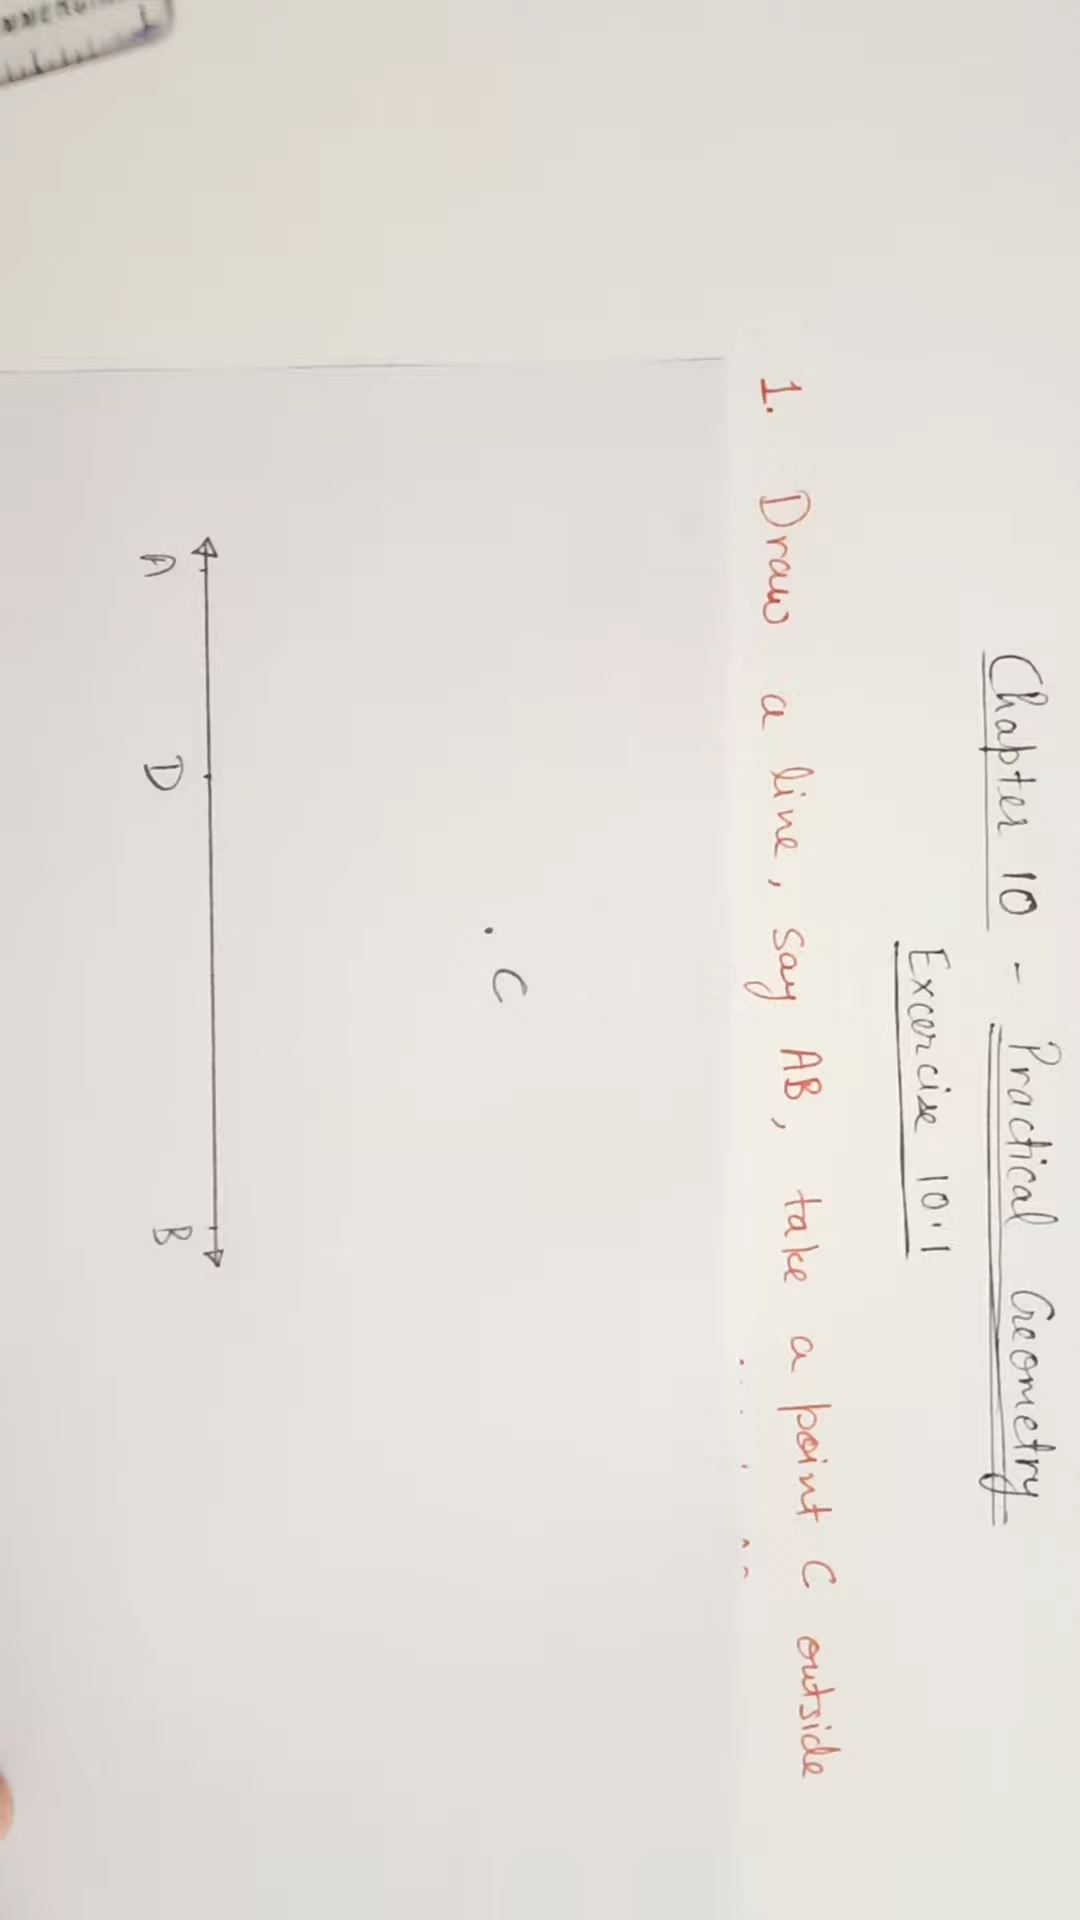 Chapter 10 - Practical Geometry
Excercise 10.1
1. Draw a line, say AB, take a point C outside
. C
A D B